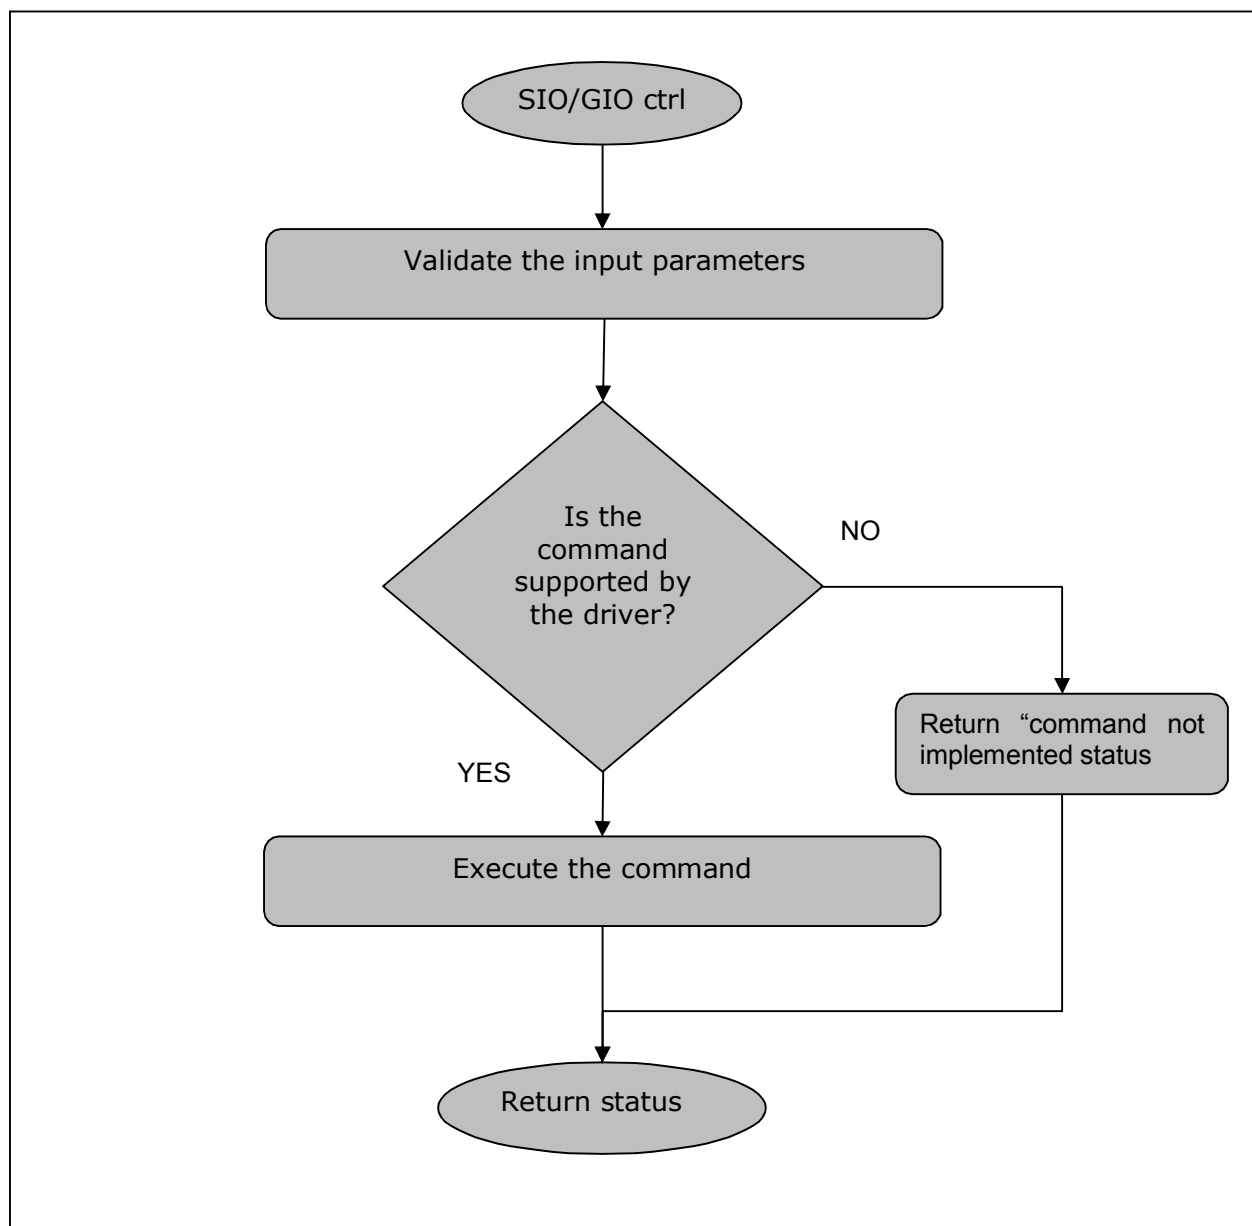 SIO/GIO ctrl
Validate the input parameters
Is the
command
supported by
the driver?
NO
Return “command not
implemented status
YES
Execute the command
Return status